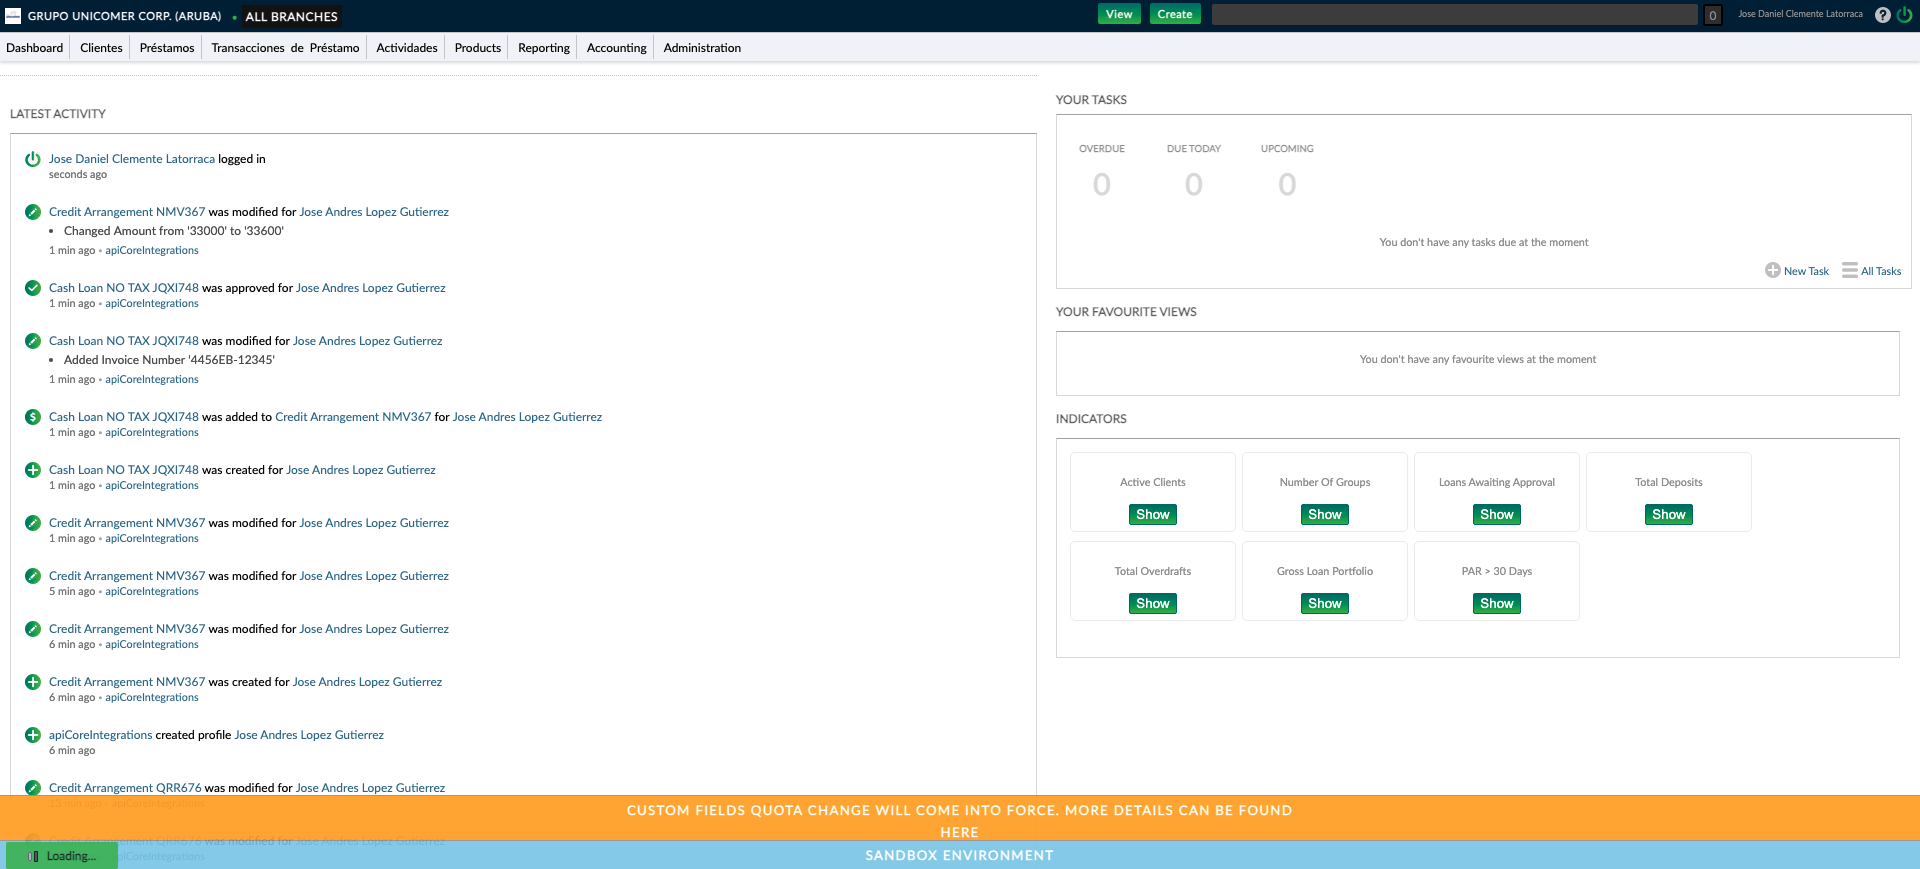 GRUPO UNICOMER CORP. (ARUBA) • ALL BRANCHES
View Create 0 Jose Daniel Clemente Latorraca ?
Dashboard Clientes Préstamos Transacciones de Préstamo Actividades Products Reporting Accounting Administration
LATEST ACTIVITY
Jose Daniel Clemente Latorraca logged in
seconds ago
Credit Arrangement NMV367 was modified for Jose Andres Lopez Gutierrez
• Changed Amount from '33000' to '33600'
1 min ago • apiCoreIntegrations
Cash Loan NO TAX JQXI748 was approved for Jose Andres Lopez Gutierrez
1 min ago • apiCoreIntegrations
Cash Loan NO TAX JQXI748 was modified for Jose Andres Lopez Gutierrez
• Added Invoice Number '4456EB-12345'
1 min ago • apiCoreIntegrations
Cash Loan NO TAX JQXI748 was added to Credit Arrangement NMV367 for Jose Andres Lopez Gutierrez
1 min ago • apiCoreIntegrations
Cash Loan NO TAX JQXI748 was created for Jose Andres Lopez Gutierrez
1 min ago • apiCoreIntegrations
Credit Arrangement NMV367 was modified for Jose Andres Lopez Gutierrez
1 min ago • apiCoreIntegrations
Credit Arrangement NMV367 was modified for Jose Andres Lopez Gutierrez
5 min ago • apiCoreIntegrations
Credit Arrangement NMV367 was modified for Jose Andres Lopez Gutierrez
6 min ago • apiCoreIntegrations
Credit Arrangement NMV367 was created for Jose Andres Lopez Gutierrez
6 min ago • apiCoreIntegrations
apiCoreIntegrations created profile Jose Andres Lopez Gutierrez
6 min ago
Credit Arrangement QRR676 was modified for Jose Andres Lopez Gutierrez
13 min ago • apiCoreIntegrations
Credit Arrangement QRR676 was modified for Jose Andres Lopez Gutierrez
apiCoreIntegrations
YOUR TASKS
OVERDUE DUE TODAY UPCOMING
0 0 0
You don't have any tasks due at the moment
New Task All Tasks
YOUR FAVOURITE VIEWS
You don't have any favourite views at the moment
INDICATORS
Active Clients Number Of Groups Loans Awaiting Approval Total Deposits
Show Show Show Show
Total Overdrafts Gross Loan Portfolio PAR > 30 Days
Show Show Show
CUSTOM FIELDS QUOTA CHANGE WILL COME INTO FORCE. MORE DETAILS CAN BE FOUND
HERE
Loading...
SANDBOX ENVIRONMENT